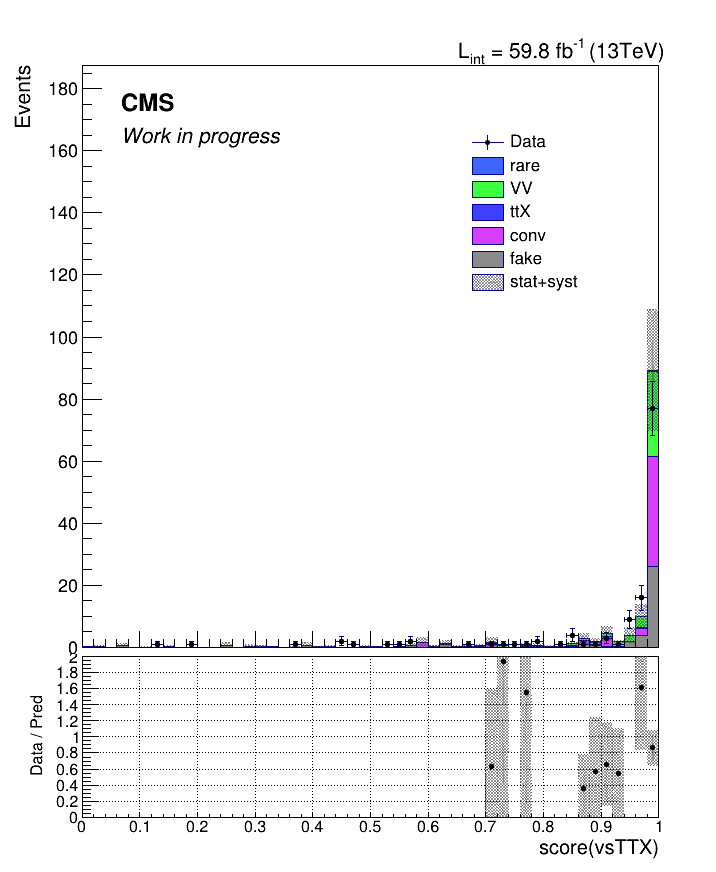 L_int = 59.8 fb^-1 (13TeV)
Events
180
160
140
120
100
80
60
40
20
0
CMS
Work in progress
Data
rare
VV
ttX
conv
fake
stat+syst
Data / Pred
2
1.8
1.6
1.4
1.2
1
0.8
0.6
0.4
0.2
0
0 0.1 0.2 0.3 0.4 0.5 0.6 0.7 0.8 0.9 1
score(vsTTX)